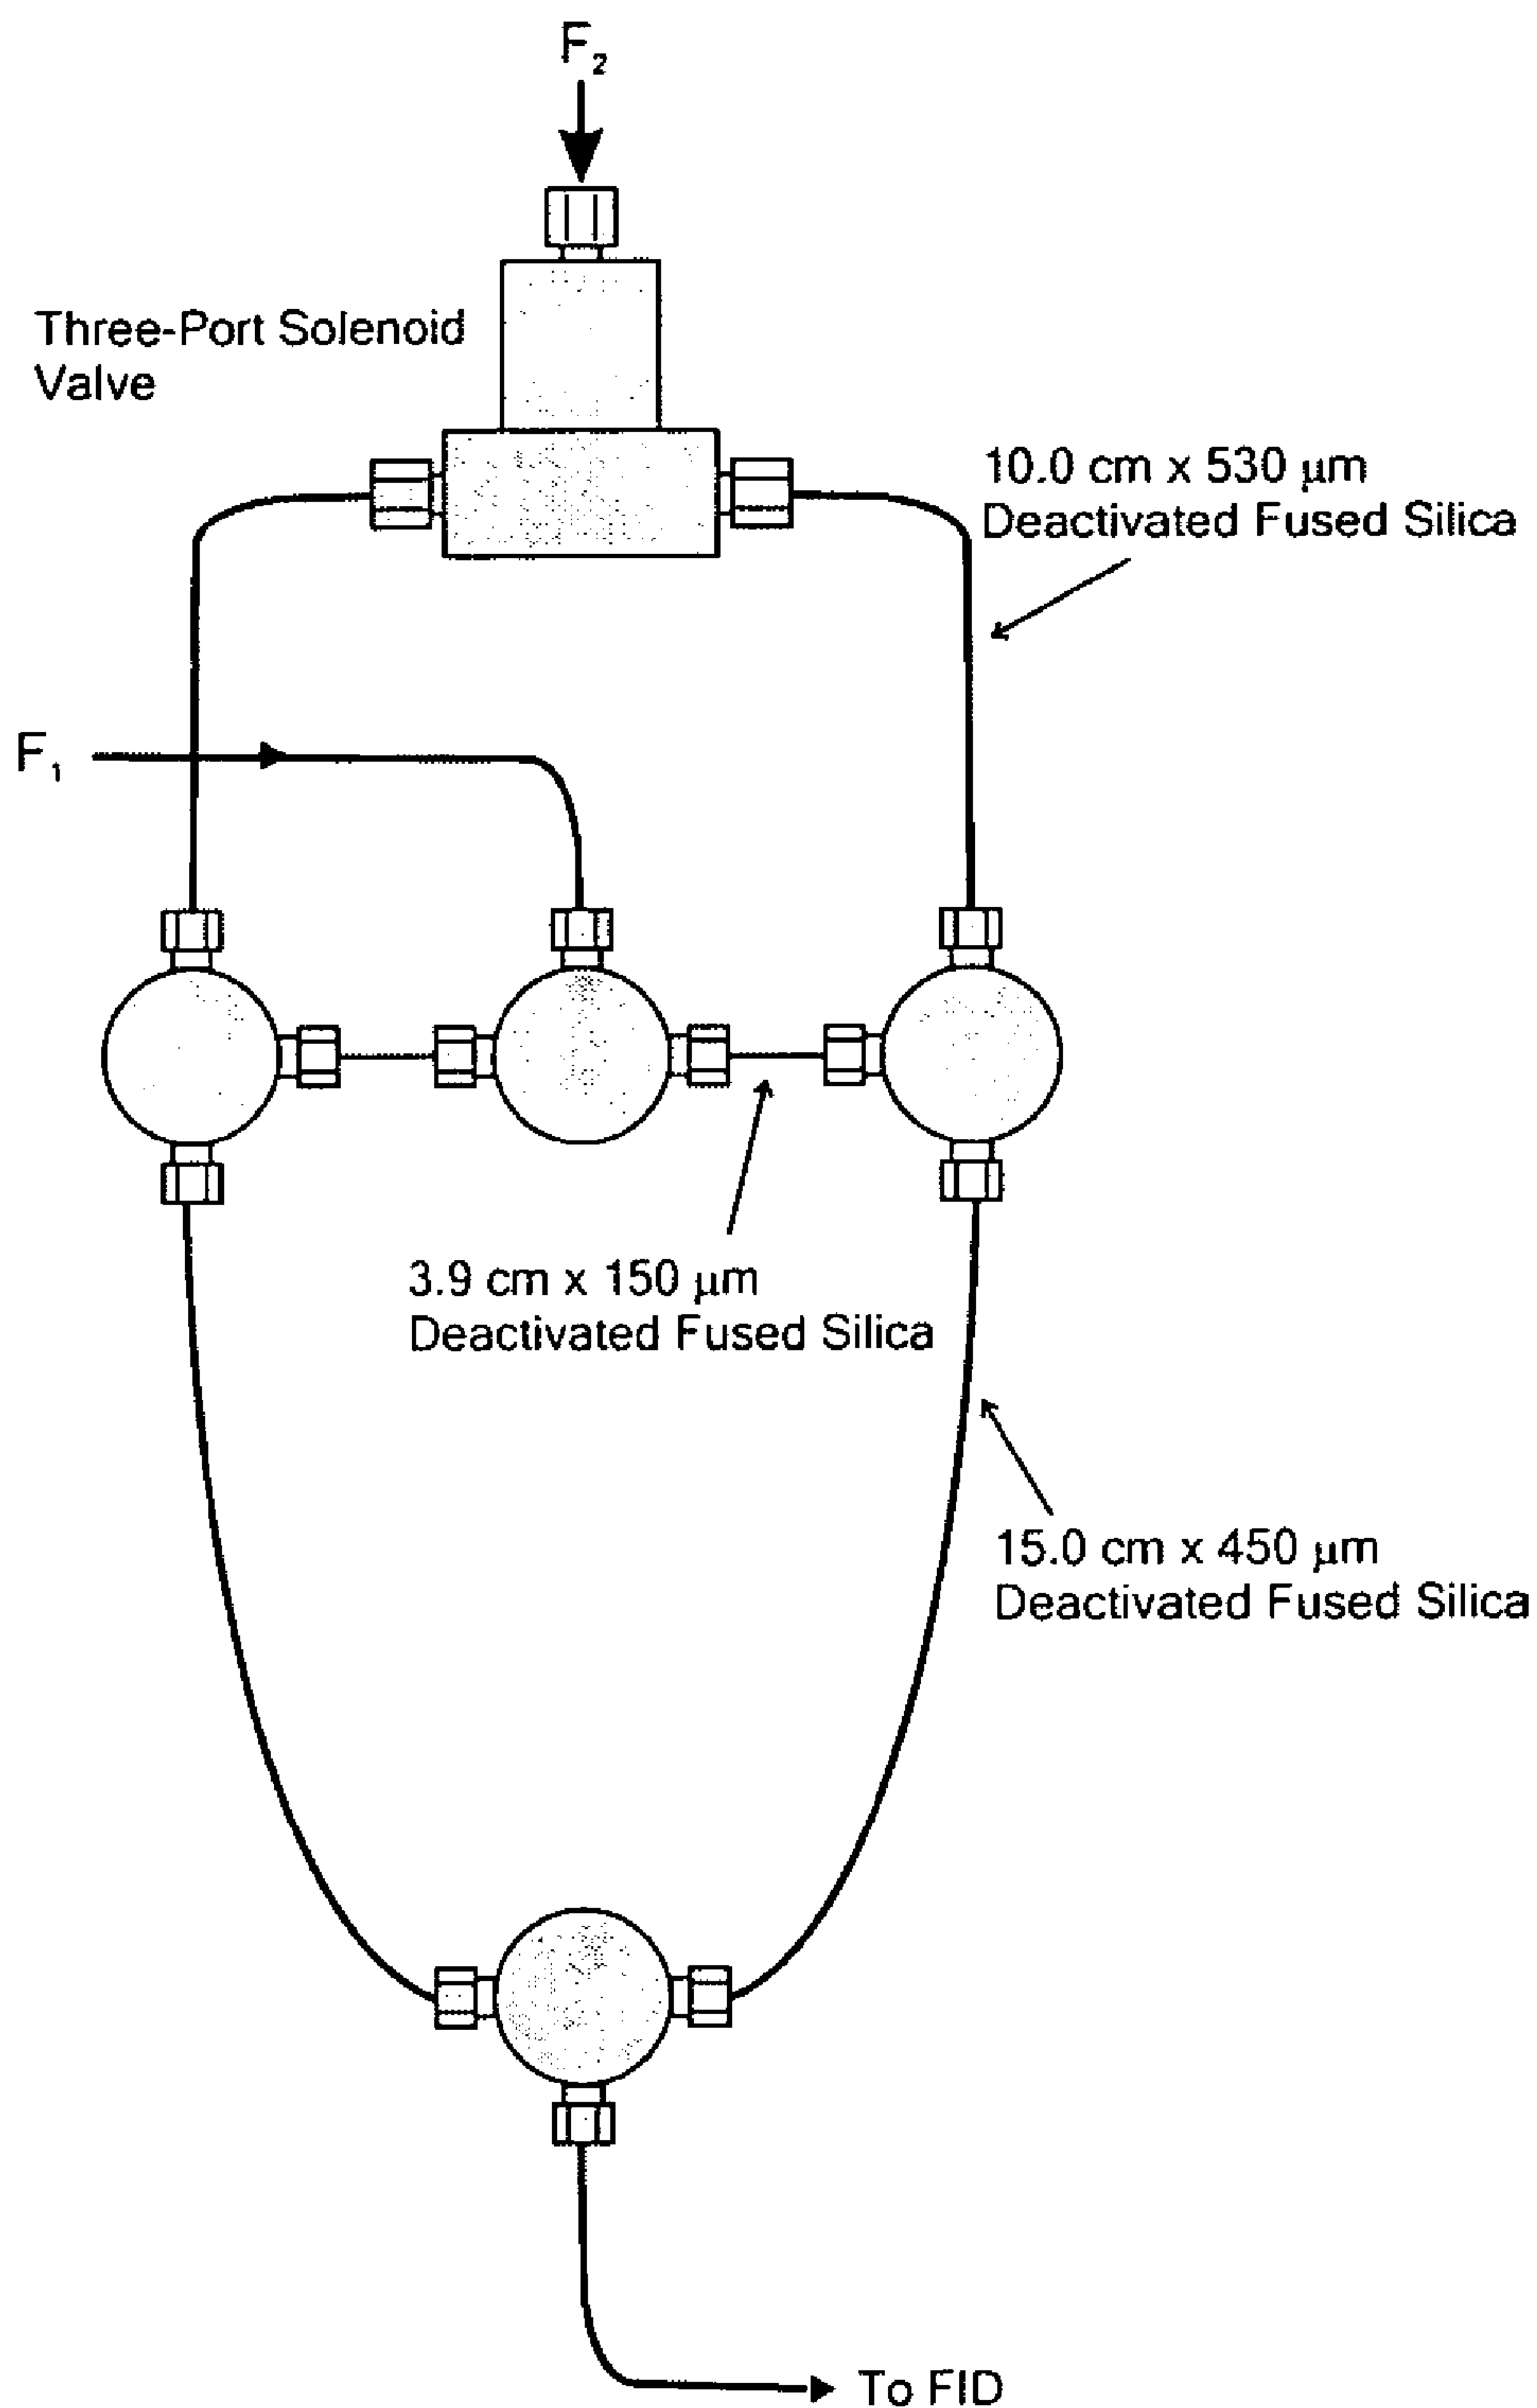 F₂
Three-Port Solenoid
Valve
10.0 cm x 530 μm
Deactivated Fused Silica
F₁
3.9 cm x 150 μm
Deactivated Fused Silica
15.0 cm x 450 μm
Deactivated Fused Silica
To FID